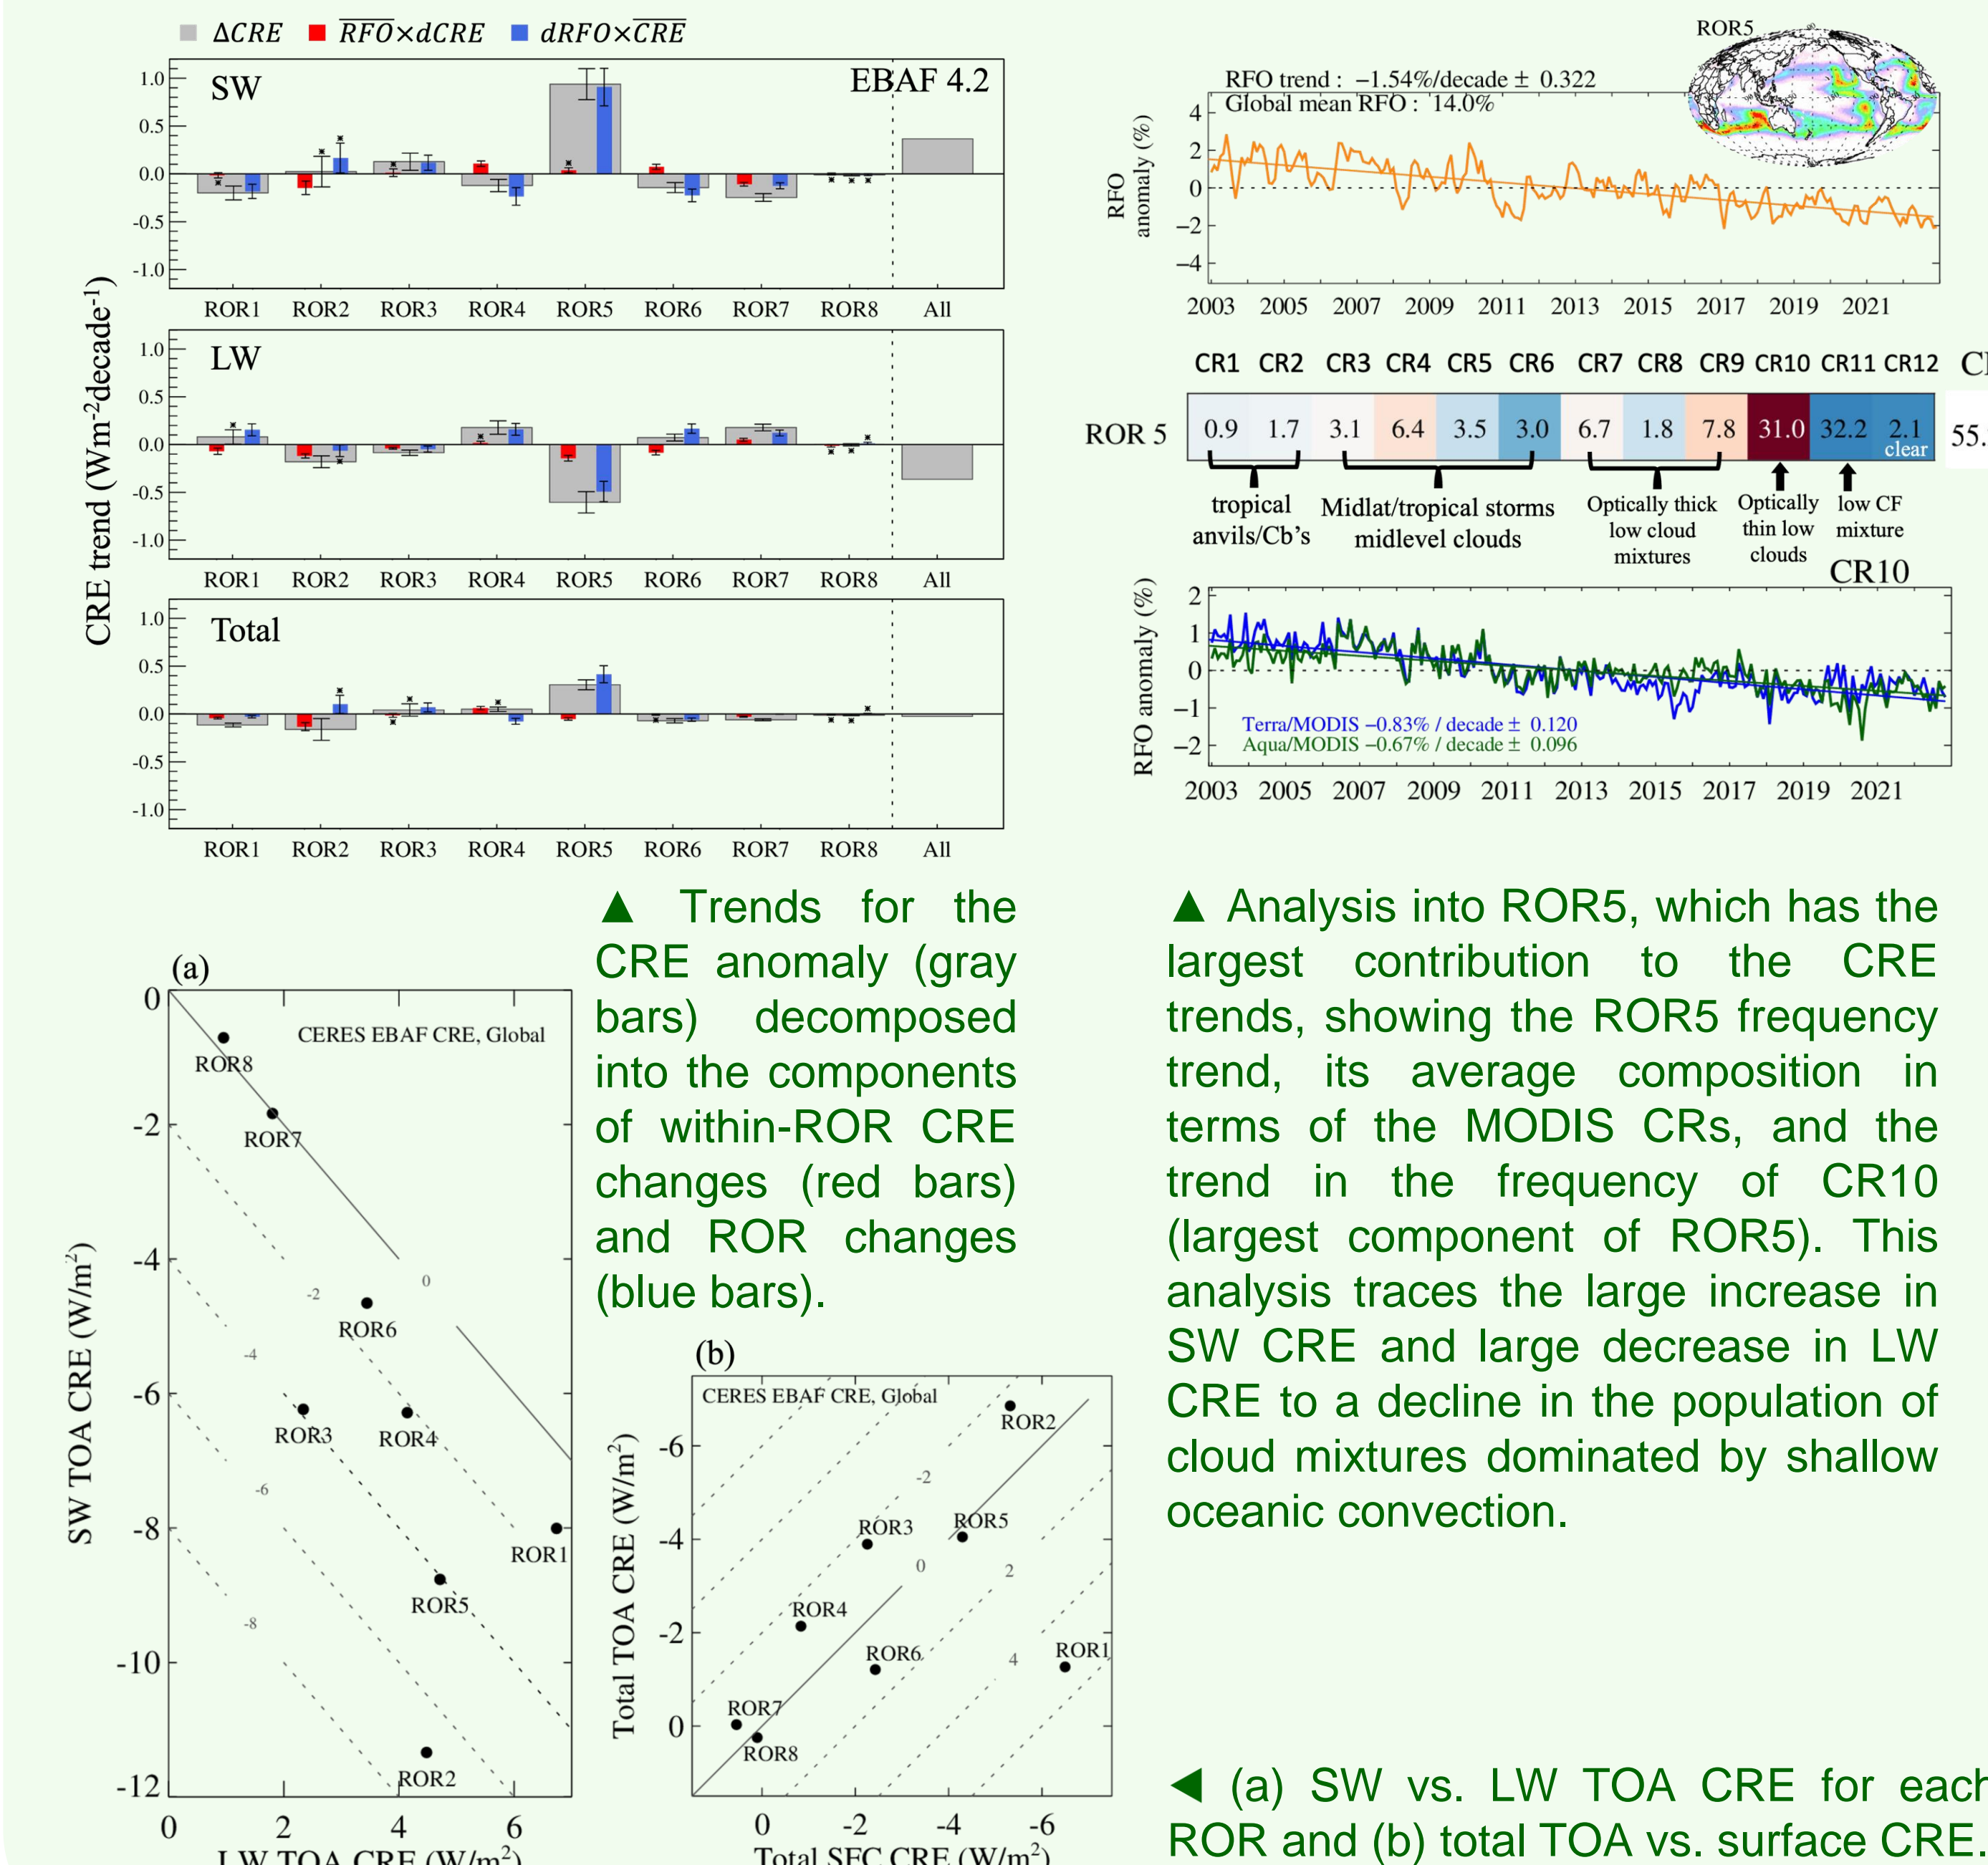 ΔCRE RFO×dCRE dRFO×CRE
SW
EBAF 4.2
1.0
0.5
0.0
-0.5
-1.0
ROR1 ROR2 ROR3 ROR4 ROR5 ROR6 ROR7 ROR8 All
LW
1.0
0.5
0.0
-0.5
-1.0
ROR1 ROR2 ROR3 ROR4 ROR5 ROR6 ROR7 ROR8 All
Total
1.0
0.5
0.0
-0.5
-1.0
ROR1 ROR2 ROR3 ROR4 ROR5 ROR6 ROR7 ROR8 All
CRE trend (Wm⁻²decade⁻¹)
ROR5
RFO trend : −1.54%/decade ± 0.322
Global mean RFO : 14.0%
RFO
anomaly (%)
4
2
0
−2
−4
2003 2005 2007 2009 2011 2013 2015 2017 2019 2021
CR1 CR2 CR3 CR4 CR5 CR6 CR7 CR8 CR9 CR10 CR11 CR12
ROR 5 0.9 1.7 3.1 6.4 3.5 3.0 6.7 1.8 7.8 31.0 32.2 2.1 55.
clear
tropical
anvils/Cb's
Midlat/tropical storms
midlevel clouds
Optically thick
low cloud
mixtures
Optically
thin low
clouds
low CF
mixture
CR10
RFO anomaly (%)
2
1
0
−1
−2
Terra/MODIS −0.83% / decade ± 0.120
Aqua/MODIS −0.67% / decade ± 0.096
2003 2005 2007 2009 2011 2013 2015 2017 2019 2021
▲ Trends for the
CRE anomaly (gray
bars) decomposed
into the components
of within-ROR CRE
changes (red bars)
and ROR changes
(blue bars).
▲ Analysis into ROR5, which has the
largest contribution to the CRE
trends, showing the ROR5 frequency
trend, its average composition in
terms of the MODIS CRs, and the
trend in the frequency of CR10
(largest component of ROR5). This
analysis traces the large increase in
SW CRE and large decrease in LW
CRE to a decline in the population of
cloud mixtures dominated by shallow
oceanic convection.
(a)
CERES EBAF CRE, Global
SW TOA CRE (W/m²)
0
-2
-4
-6
-8
-10
-12
ROR8
ROR7
0
-2
ROR6
-4
ROR3
ROR4
-6
ROR1
ROR5
-8
ROR2
0 2 4 6
LW TOA CRE (W/m²)
(b)
CERES EBAF CRE, Global
Total TOA CRE (W/m²)
-6
-4
-2
0
ROR2
-2
ROR3
ROR5
0
2
ROR4
ROR6
4
ROR1
ROR7
ROR8
0 -2 -4 -6
Total SFC CRE (W/m²)
◀ (a) SW vs. LW TOA CRE for each
ROR and (b) total TOA vs. surface CRE.